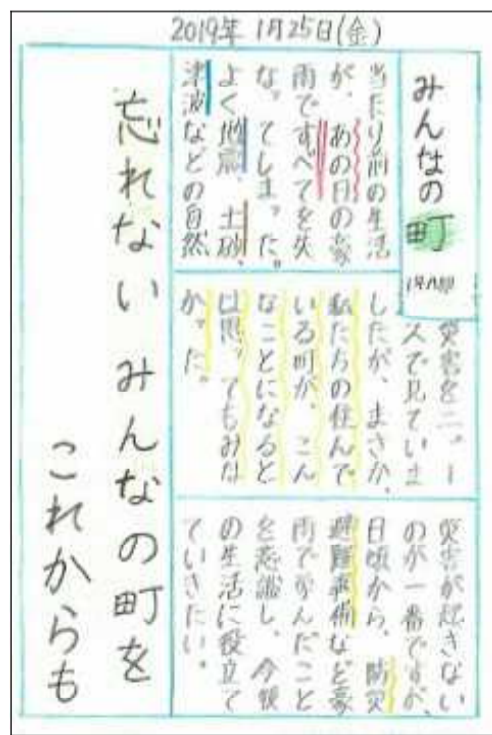 2019年 1月25日(金)
みんなの町
当たり前の生活
が、あの日の豪
雨ですべてを失
な。てしま。た。
よく地震、土砂、
津波などの自然
災害をニュー
スで見ていま
したが、まさか、
私たちの住んで
いる町が、こん
なことになると
は思ってもみな
かった。
災害が起きない
のが一番ですが、
日頃から、防災
避難準備など豪
雨で学んだこと
を意識し、今後
の生活に役立て
ていきたい。
これからも
みんなの町を
忘れない